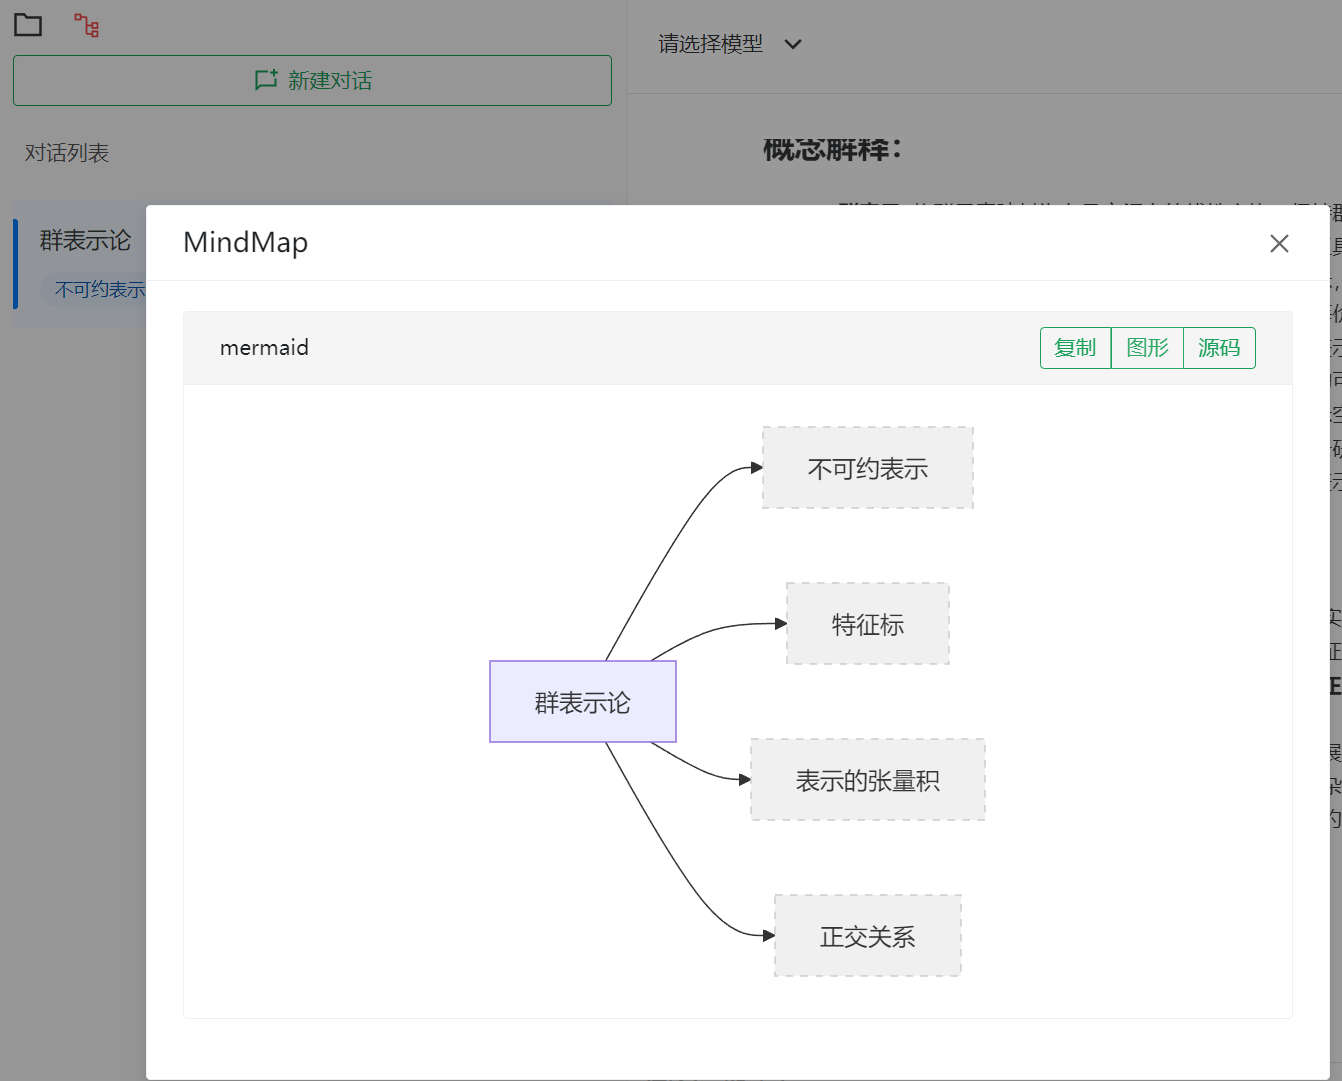 新建对话
请选择模型
对话列表
概念解释：
群表示论
不可约表示
MindMap
mermaid
复制
图形
源码
不可约表示
特征标
群表示论
表示的张量积
正交关系